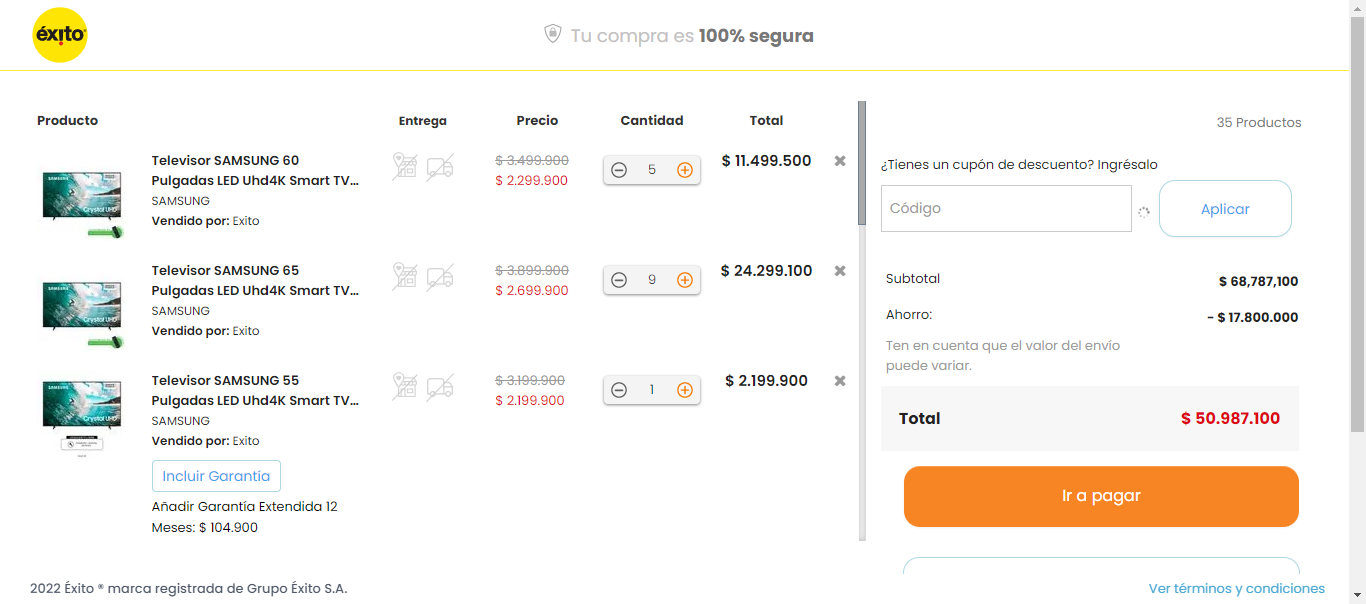 éxito
Tu compra es 100% segura
Producto Entrega Precio Cantidad Total
35 Productos
Televisor SAMSUNG 60
Pulgadas LED Uhd4K Smart TV...
SAMSUNG
Vendido por: Exito
$ 3.499.900
$ 2.299.900
5
$ 11.499.500
Televisor SAMSUNG 65
Pulgadas LED Uhd4K Smart TV...
SAMSUNG
Vendido por: Exito
$ 3.899.900
$ 2.699.900
9
$ 24.299.100
Televisor SAMSUNG 55
Pulgadas LED Uhd4K Smart TV...
SAMSUNG
Vendido por: Exito
$ 3.199.900
$ 2.199.900
1
$ 2.199.900
Incluir Garantía
Añadir Garantía Extendida 12
Meses: $ 104.900
¿Tienes un cupón de descuento? Ingrésalo
Código
Aplicar
Subtotal $ 68,787,100
Ahorro: - $ 17.800.000
Ten en cuenta que el valor del envío
puede variar.
Total $ 50.987.100
Ir a pagar
2022 Éxito ® marca registrada de Grupo Éxito S.A.
Ver términos y condiciones